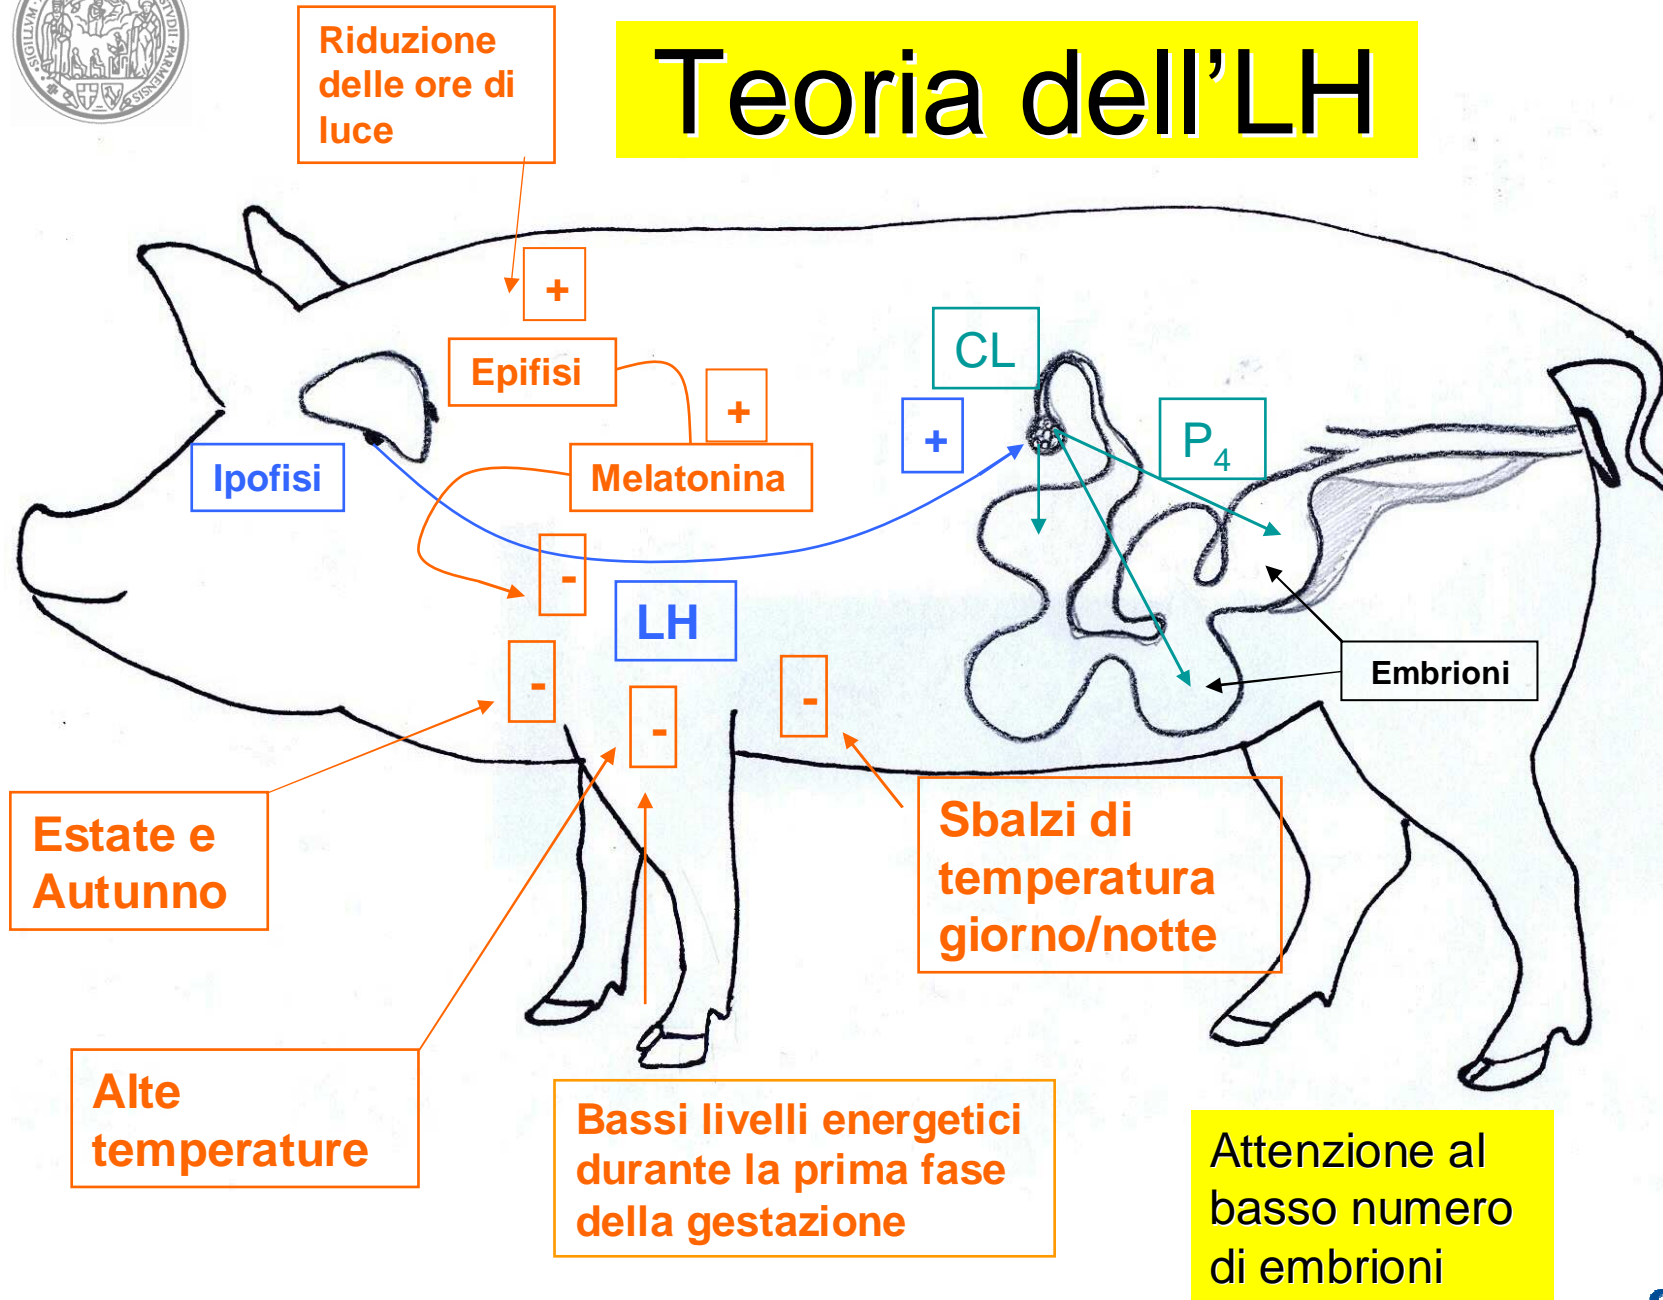 Teoria dell'LH
Riduzione
delle ore di
luce
+
Epifisi
+
Melatonina
Ipofisi
-
LH
-
-
-
CL
+
P4
Embrioni
Estate e
Autunno
Sbalzi di
temperatura
giorno/notte
Alte
temperature
Bassi livelli energetici
durante la prima fase
della gestazione
Attenzione al
basso numero
di embrioni